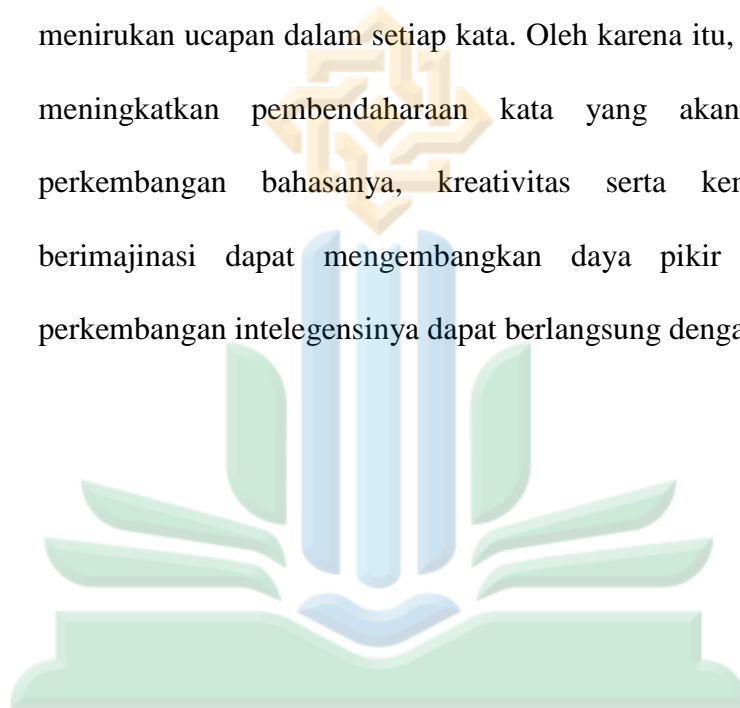 menirukan ucapan dalam setiap kata. Oleh karena itu,
meningkatkan pembendaharaan kata yang akan
perkembangan bahasanya, kreativitas serta
berimajinasi dapat mengembangkan daya pikir
perkembangan intelegensinya dapat berlangsung